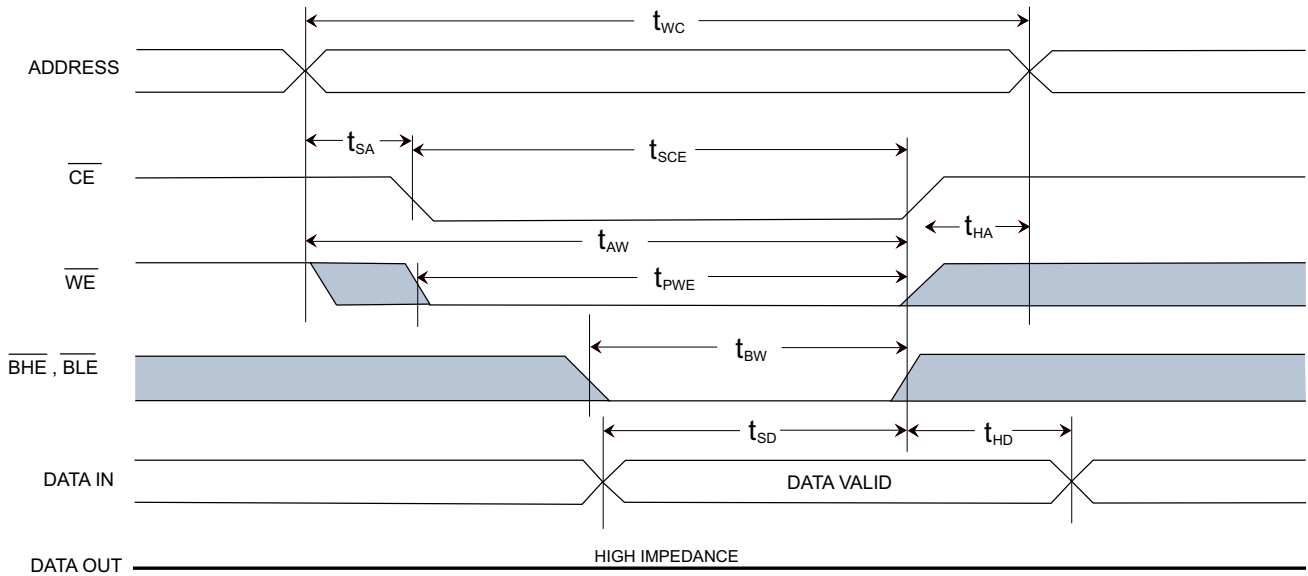 tWC
ADDRESS
tSA
tSCE
CE
tHA
tAW
WE
tPWE
BHE , BLE
tBW
tSD
tHD
DATA IN
DATA VALID
DATA OUT
HIGH IMPEDANCE